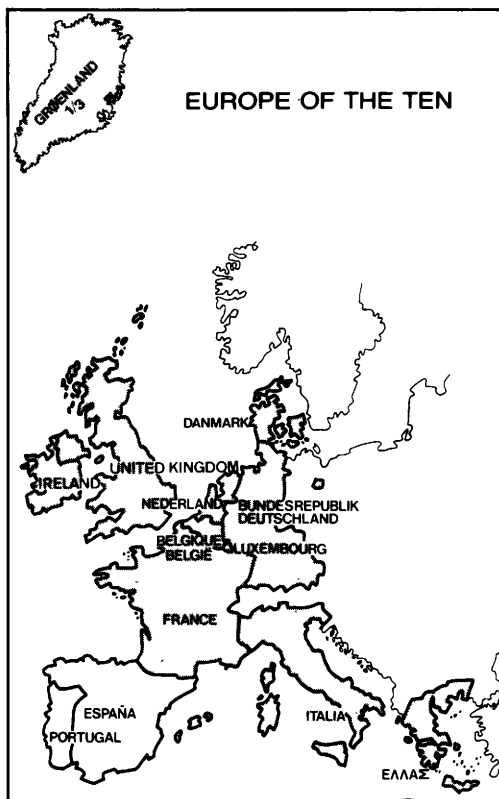 GRØENLAND
1/3
EUROPE OF THE TEN
DANMARK
UNITED KINGDOM
IRELAND
NEDERLAND
BUNDESREPUBLIK
DEUTSCHLAND
BELGIQUE
BELGIË
LUXEMBOURG
FRANCE
ESPAÑA
PORTUGAL
ITALIA
ΕΛΛΑΣ